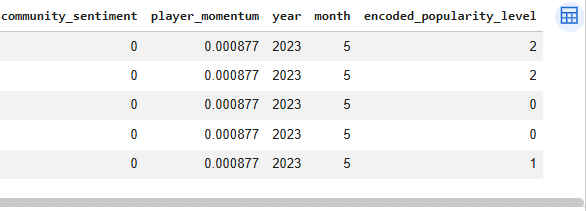 community_sentiment player_momentum year month encoded_popularity_level
0 0.000877 2023 5 2
0 0.000877 2023 5 2
0 0.000877 2023 5 0
0 0.000877 2023 5 0
0 0.000877 2023 5 1